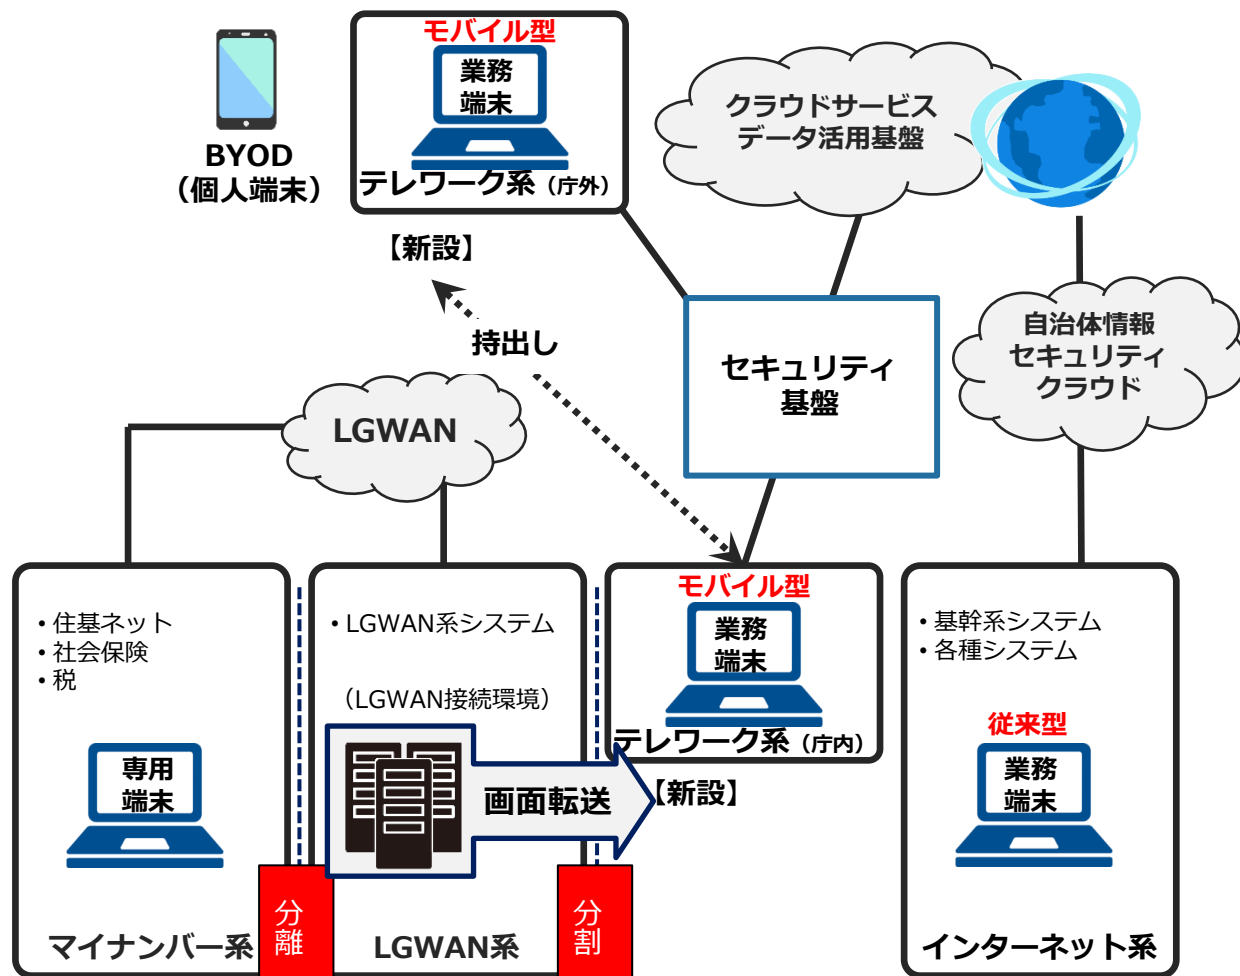 モバイル型
業務
端末
テレワーク系（庁外）
BYOD
（個人端末）
【新設】
クラウドサービス
データ活用基盤
持出し
セキュリティ
基盤
自治体情報
セキュリティ
クラウド
LGWAN
・住基ネット
・社会保険
・税
専用
端末
マイナンバー系
分離
・LGWAN系システム
（LGWAN接続環境）
画面転送
LGWAN系
分割
モバイル型
業務
端末
テレワーク系（庁内）
【新設】
・基幹系システム
・各種システム
従来型
業務
端末
インターネット系